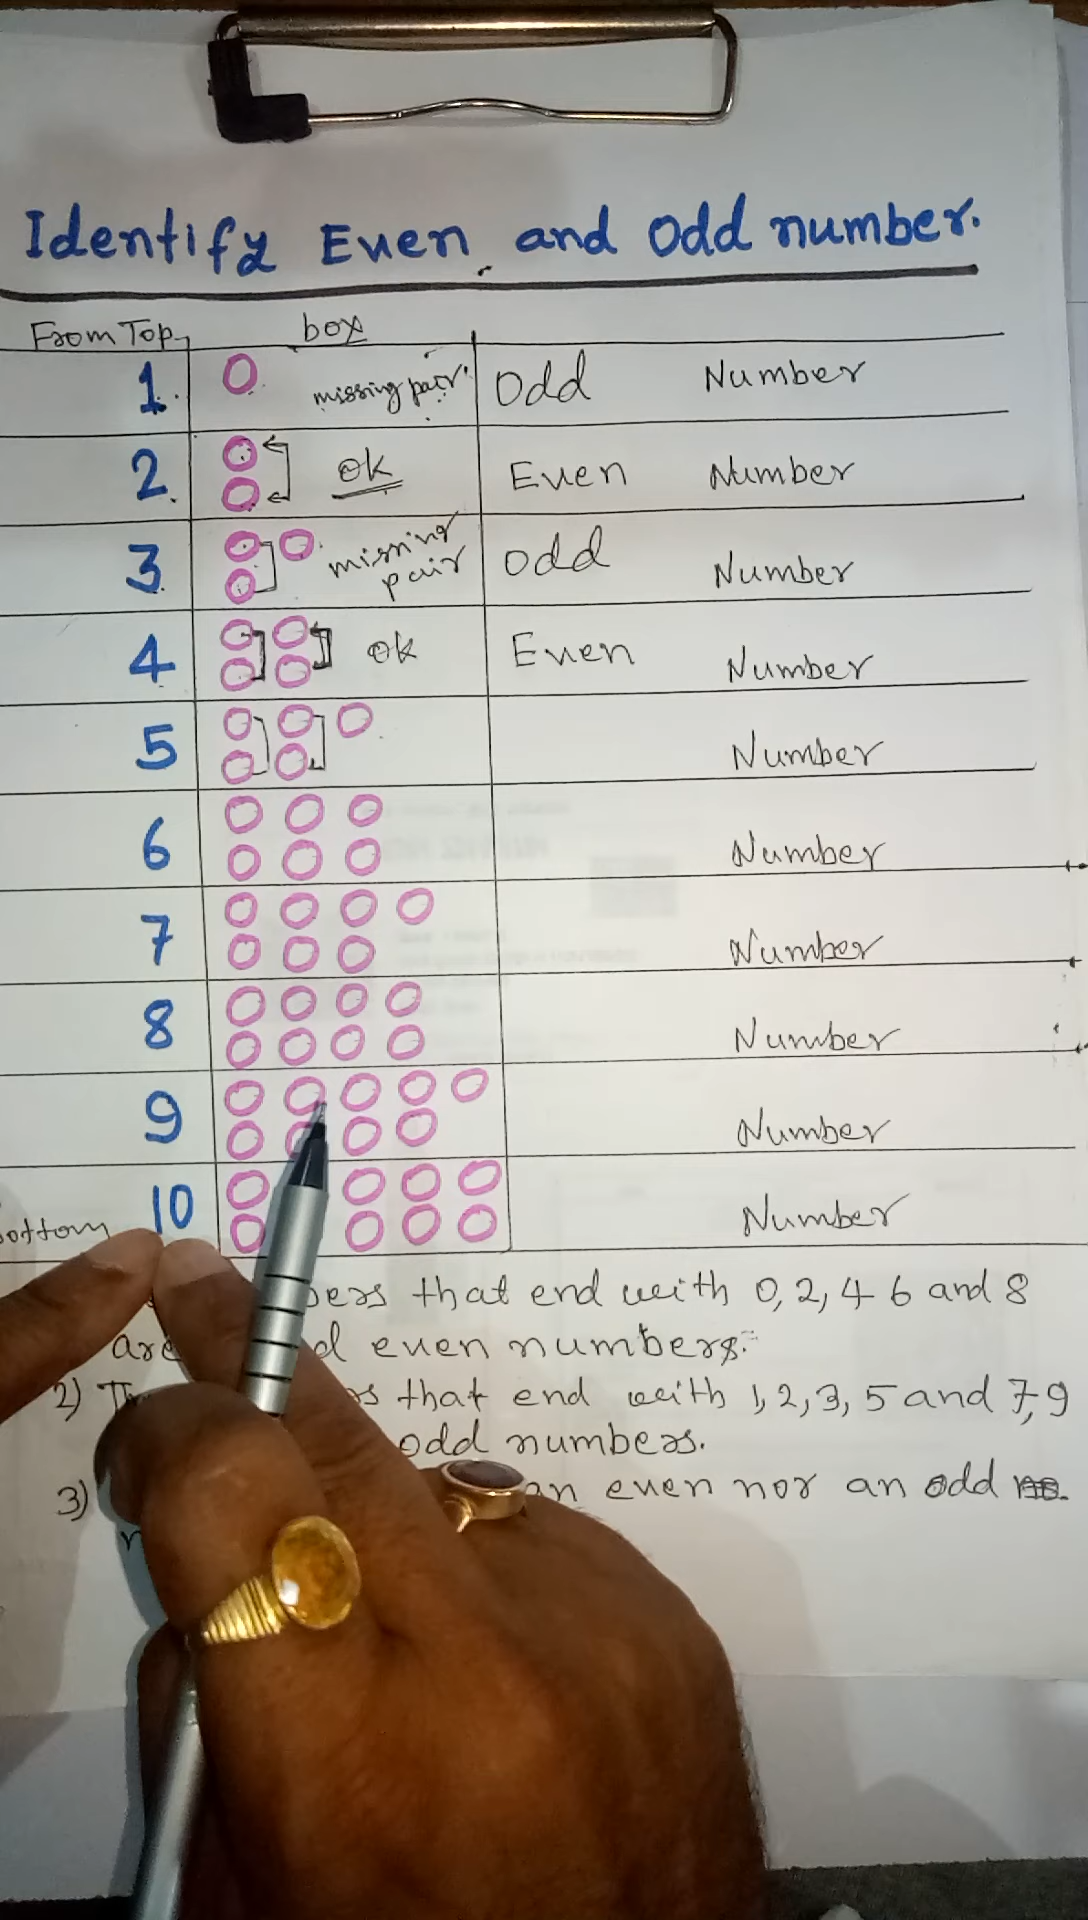 Identify Even and Odd number.
From Top box
1. missing pair. Odd Number
2. ok Even Number
3. missing pair Odd Number
4 ok Even Number
5 Number
6 Number
7 Number
8 Number
9 Number
10 Number
bottom
that end with 0, 2, 4 6 and 8
are even numbers.
2) that end with 1, 2, 3, 5 and 7, 9
odd numbers.
3) an even nor an odd no.